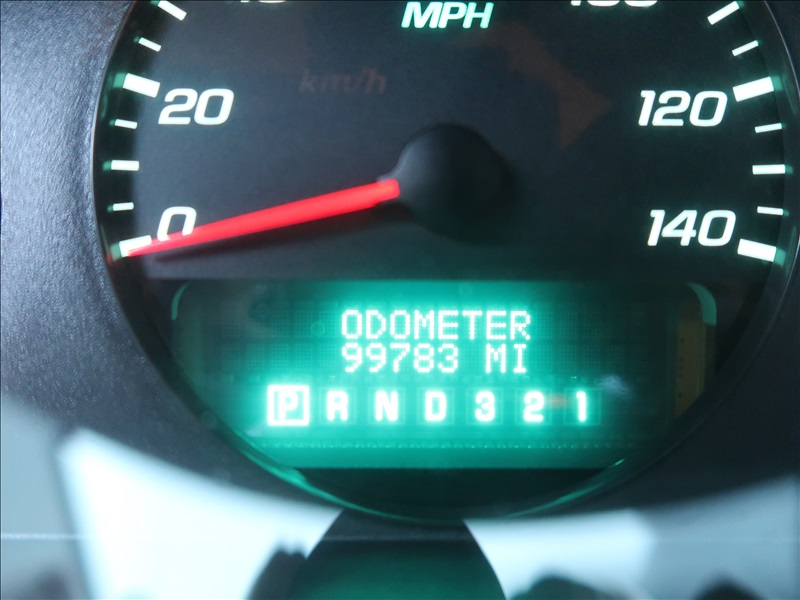 MPH
km/h
20
120
0
140
ODOMETER
99783 MI
P R N D 3 2 1